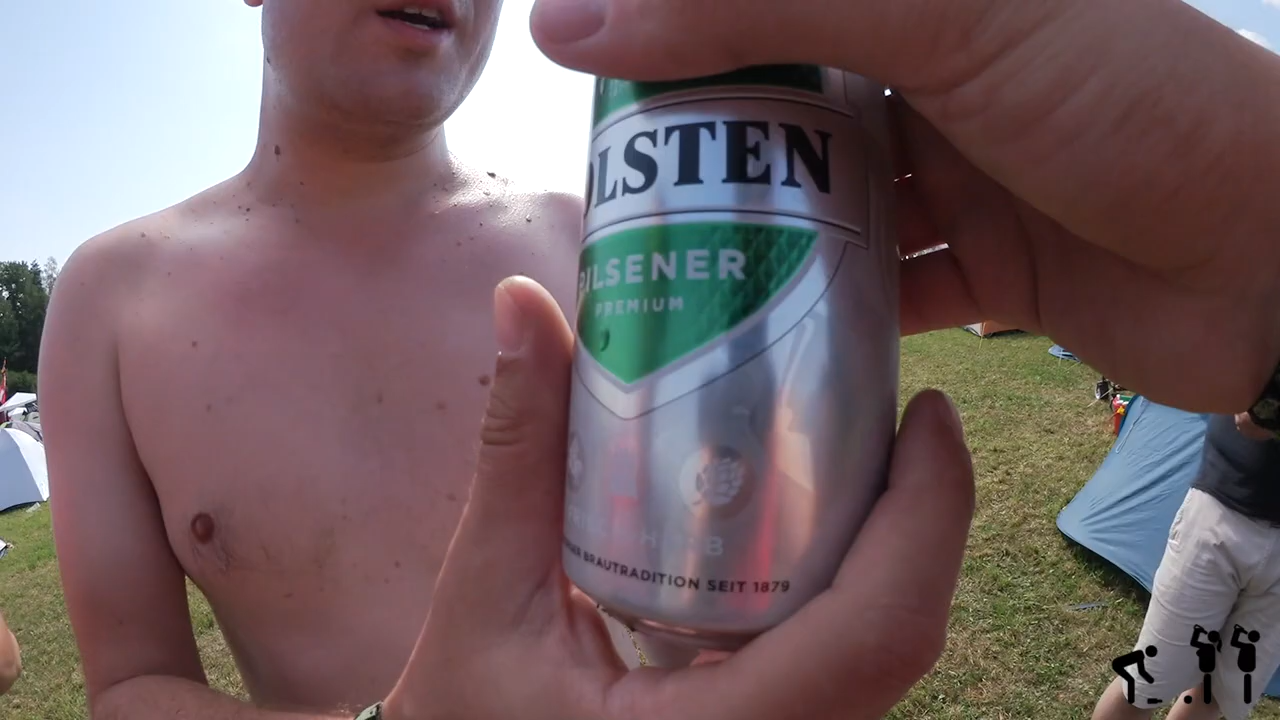 OLSTEN
PILSENER
PREMIUM
BRAUTRADITION SEIT 1879